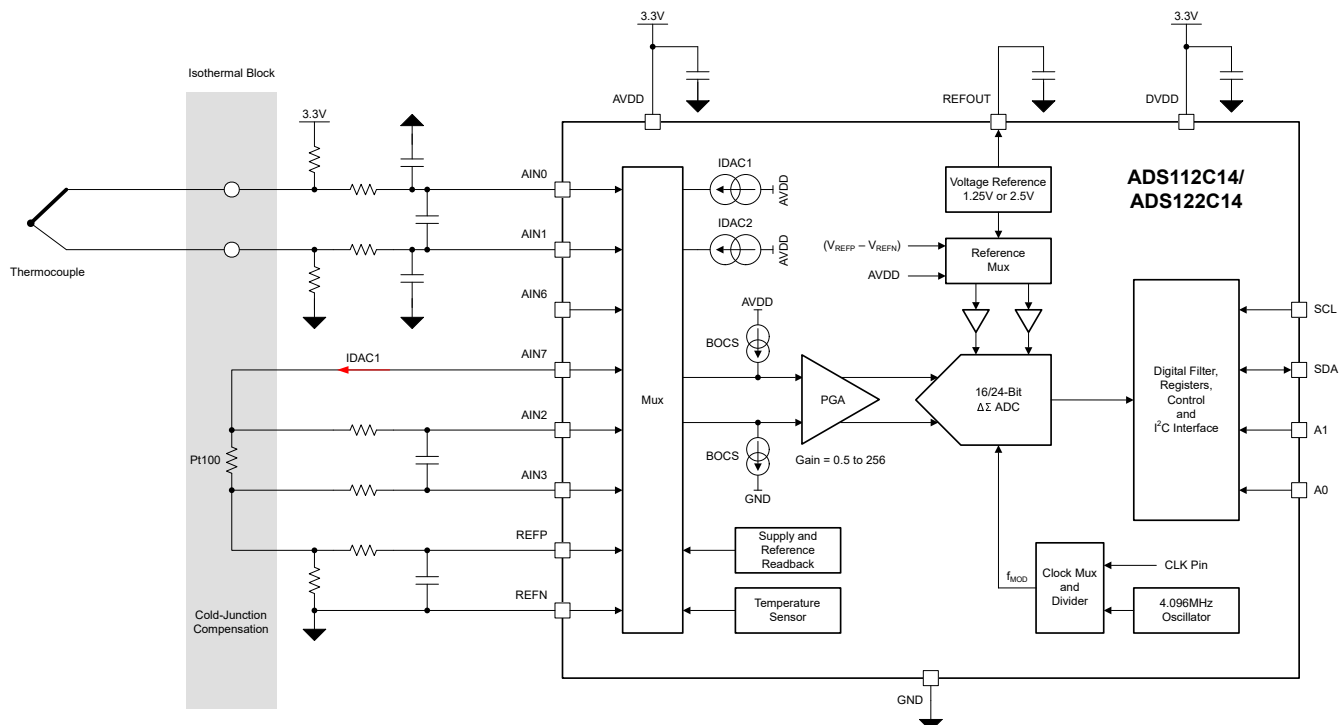 3.3V
3.3V
Isothermal Block
AVDD
REFOUT
DVDD
3.3V
IDAC1
AVDD
Voltage Reference
1.25V or 2.5V
ADS112C14/
ADS122C14
AIN0
IDAC2
AVDD
AIN1
(VREFP – VREFN)
Reference
Mux
AVDD
Thermocouple
AIN6
AVDD
SCL
BOCS
IDAC1
AIN7
Mux
PGA
16/24-Bit
ΔΣ ADC
Digital Filter,
Registers,
Control
and
I2C Interface
SDA
AIN2
A1
BOCS
Gain = 0.5 to 256
Pt100
AIN3
GND
A0
REFP
Supply and
Reference
Readback
fMOD
Clock Mux
and
Divider
CLK Pin
REFN
Temperature
Sensor
4.096MHz
Oscillator
Cold-Junction
Compensation
GND